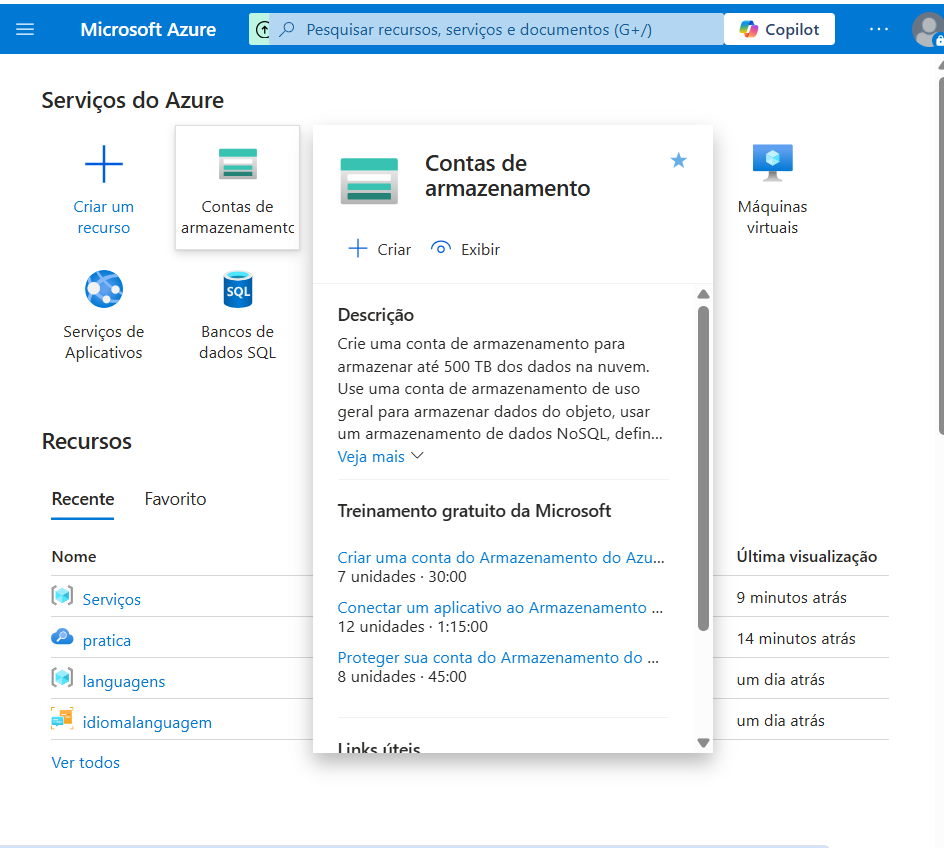 Microsoft Azure
Pesquisar recursos, serviços e documentos (G+/)
Copilot
...
Serviços do Azure
Criar um
recurso
Contas de
armazenamento
Contas de
armazenamento
Criar
Exibir
Máquinas
virtuais
Serviços de
Aplicativos
SQL
Bancos de
dados SQL
Descrição
Crie uma conta de armazenamento para
armazenar até 500 TB dos dados na nuvem.
Use uma conta de armazenamento de uso
geral para armazenar dados do objeto, usar
um armazenamento de dados NoSQL, defin...
Veja mais
Treinamento gratuito da Microsoft
Criar uma conta do Armazenamento do Azu...
7 unidades · 30:00
Conectar um aplicativo ao Armazenamento ...
12 unidades · 1:15:00
Proteger sua conta do Armazenamento do ...
8 unidades · 45:00
Links úteis
Recursos
Recente
Favorito
Nome
Última visualização
Serviços
9 minutos atrás
pratica
14 minutos atrás
languagens
um dia atrás
idiomalanguagem
um dia atrás
Ver todos